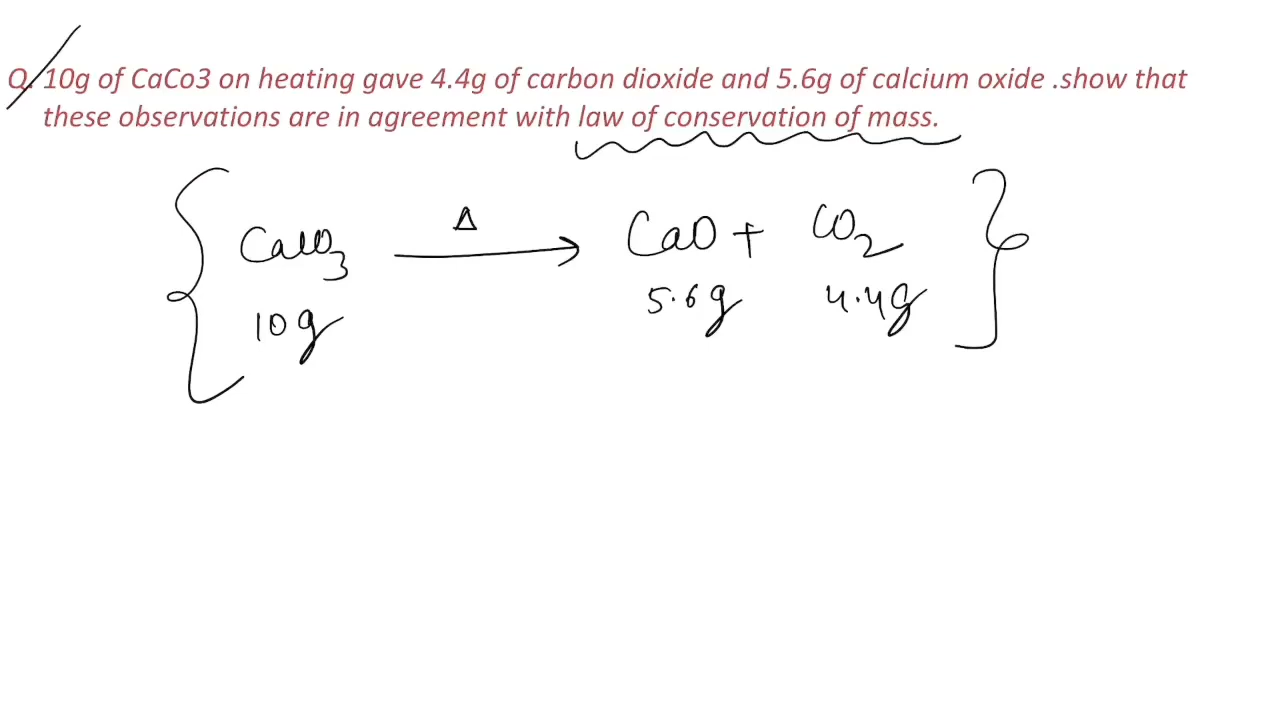 Q. 10g of CaCo3 on heating gave 4.4g of carbon dioxide and 5.6g of calcium oxide .show that
these observations are in agreement with law of conservation of mass.
Δ
CaCO3 → CaO + CO2
10g 5.6g 4.4g